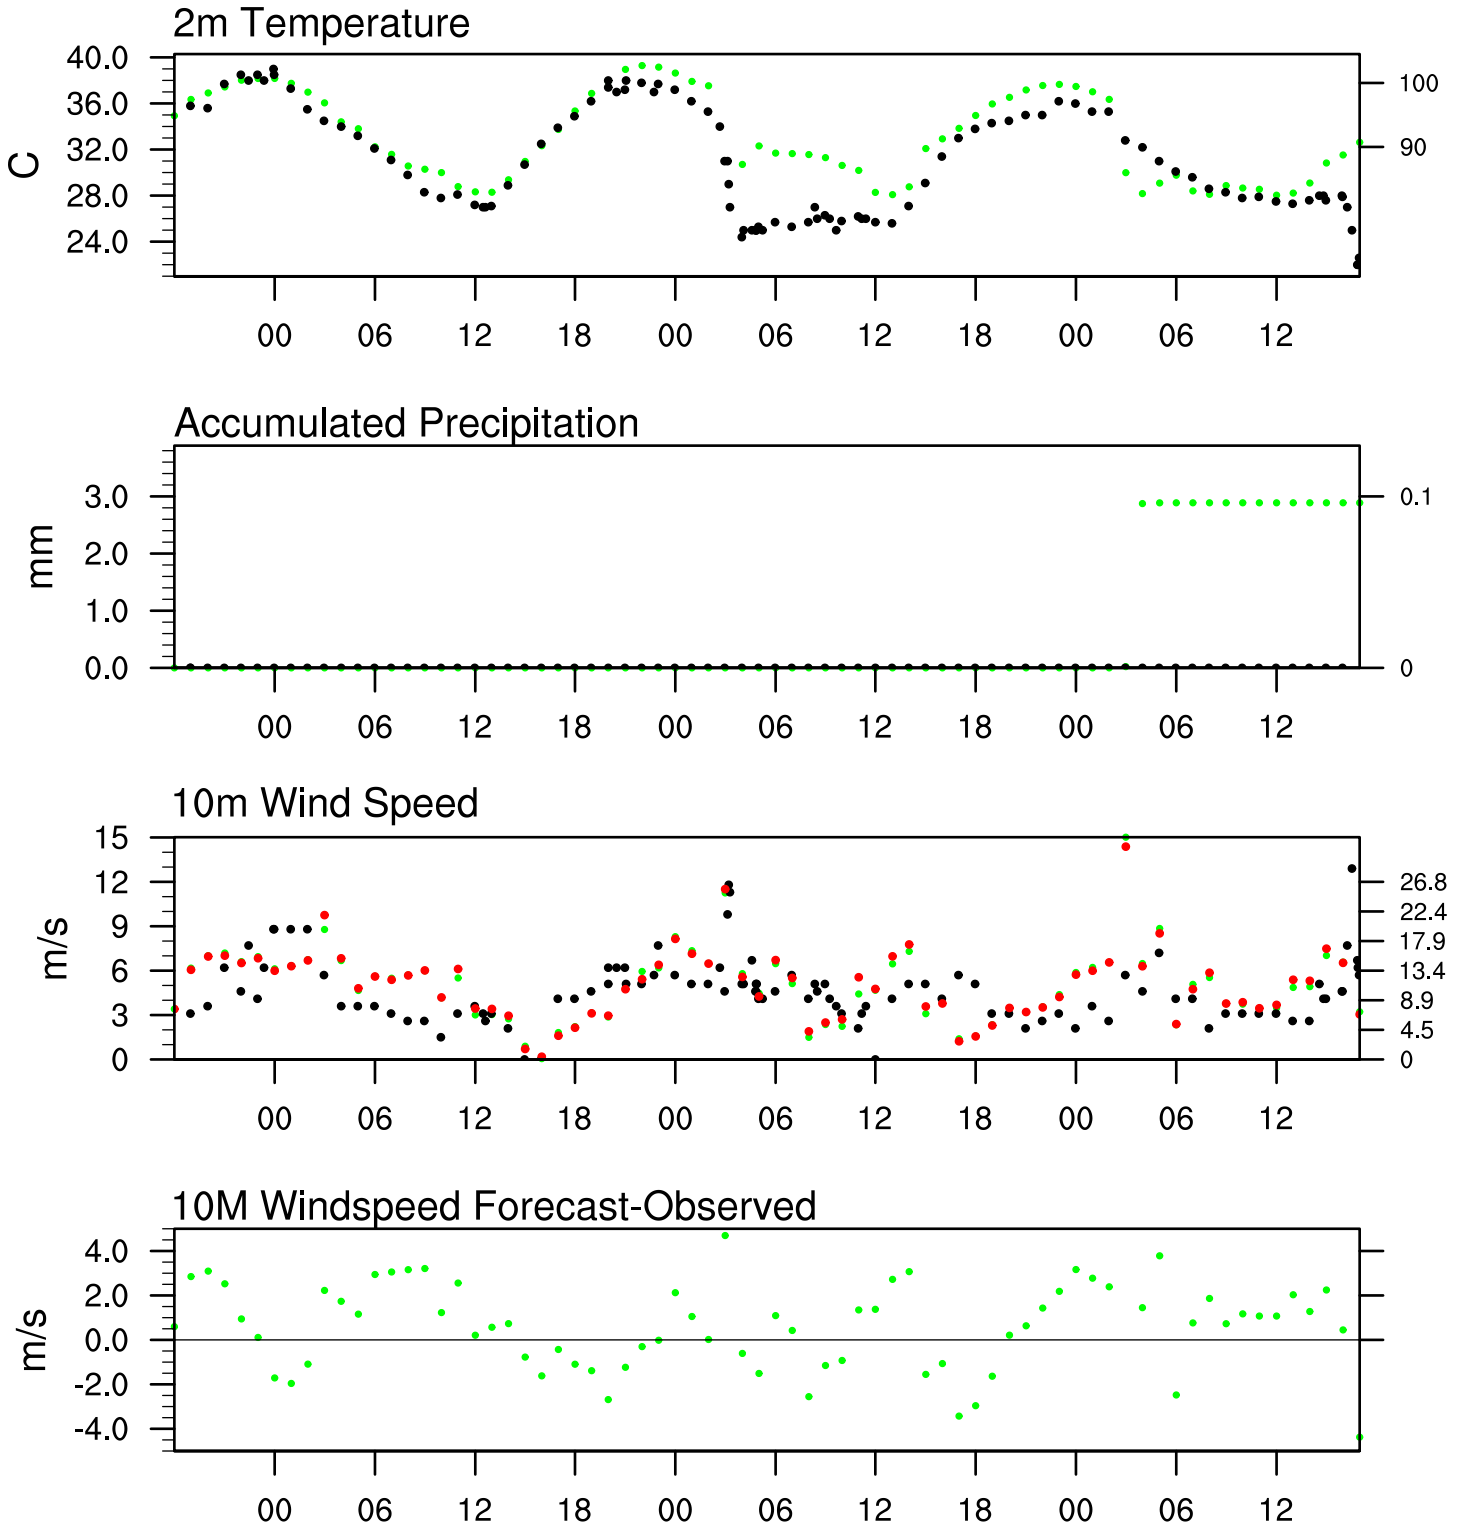 2m Temperature
40.0
36.0
32.0
28.0
24.0
C
100
90
00 06 12 18 00 06 12 18 00 06 12
Accumulated Precipitation
3.0
2.0
1.0
0.0
mm
0.1
0
00 06 12 18 00 06 12 18 00 06 12
10m Wind Speed
15
12
9
6
3
0
m/s
26.8
22.4
17.9
13.4
8.9
4.5
0
00 06 12 18 00 06 12 18 00 06 12
10M Windspeed Forecast-Observed
4.0
2.0
0.0
-2.0
-4.0
m/s
00 06 12 18 00 06 12 18 00 06 12